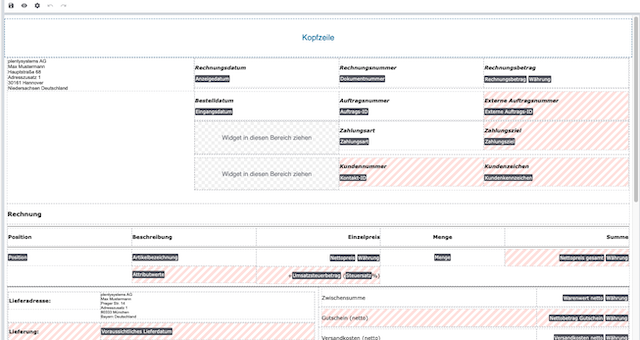 Kopfzeile
plentysystems AG
Max Mustermann
Hauptstraße 68
Adresszusatz 1
30161 Hannover
Niedersachsen Deutschland
Rechnungsdatum Rechnungsnummer Rechnungsbetrag
Anzeigedatum Dokumentnummer Rechnungsbetrag Währung
Bestelldatum Auftragsnummer Externe Auftragsnummer
Eingangsdatum Auftrags-ID Externe Auftrags-ID
Widget in diesen Bereich ziehen Zahlungsart Zahlungsziel
Zahlungsart Zahlungsziel
Widget in diesen Bereich ziehen Kundennummer Kundenzeichen
Kontakt-ID Kundenkennzeichen
Rechnung
Position Beschreibung Einzelpreis Menge Summe
Position Artikelbezeichnung Nettopreis Währung Menge Nettopreis gesamt Währung
Attributwerte +Umsatzsteuerbetrag (Steuersatz%)
Lieferadresse:
plentysystems AG
Max Mustermann
Prager Str. 14
Adresszusatz 1
80333 München
Bayern Deutschland
Lieferung: Voraussichtliches Lieferdatum
Zwischensumme Warenwert netto Währung
Gutschein (netto) Nettobetrag Gutschein Währung
Versandkosten (netto) Versandkosten netto Währung